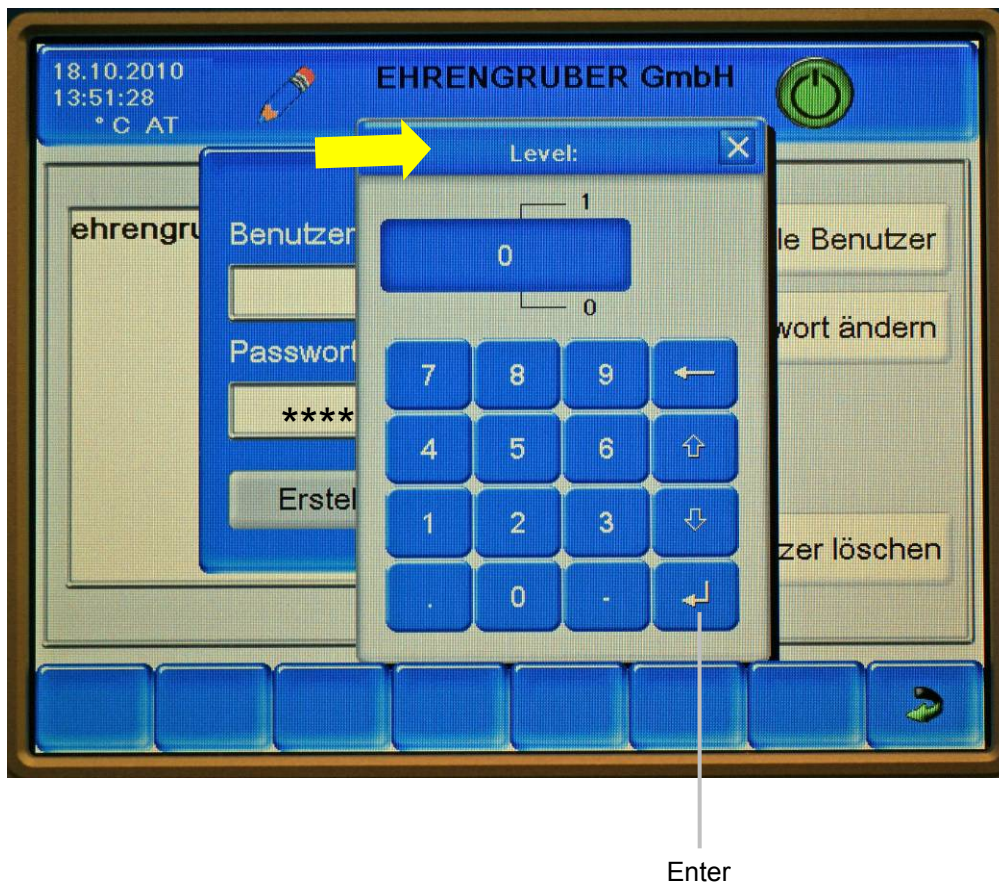 18.10.2010
13:51:28
°C AT
EHRENGRUBER GmbH
Level:
1
0
0
ehrengru
Benutzer
Passwort
****
Erstel
le Benutzer
wort ändern
zer löschen
7 8 9
4 5 6
1 2 3
. 0 -
Enter